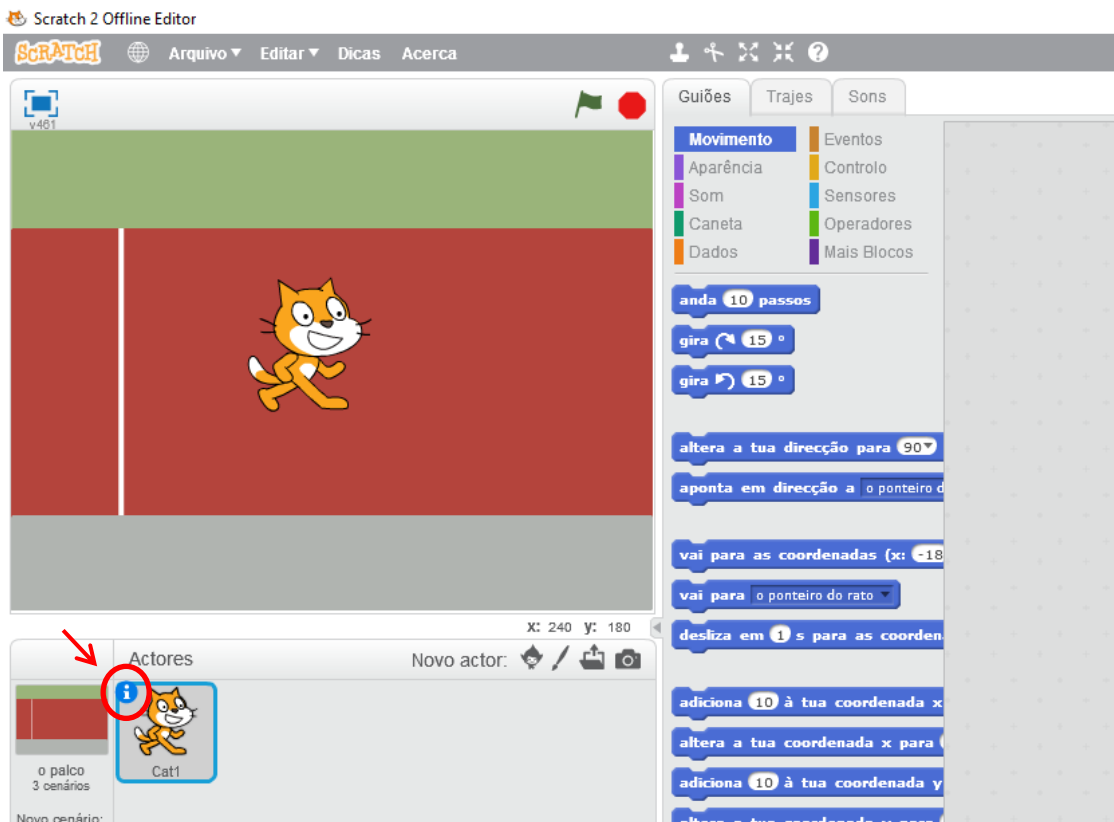 Scratch 2 Offline Editor
SCRATCH Arquivo Editar Dicas Acerca
v461
Guiões Trajes Sons
Movimento Eventos
Aparência Controlo
Som Sensores
Caneta Operadores
Dados Mais Blocos
anda 10 passos
gira 15 °
gira 15 °
altera a tua direcção para 90
aponta em direcção a o ponteiro d
vai para as coordenadas (x: -18
vai para o ponteiro do rato
desliza em 1 s para as coorden
adiciona 10 à tua coordenada x
altera a tua coordenada x para
adiciona 10 à tua coordenada y
altera a tua coordenada y para
X: 240 y: 180
Actores Novo actor:
i
Cat1
o palco
3 cenários
Novo cenário: